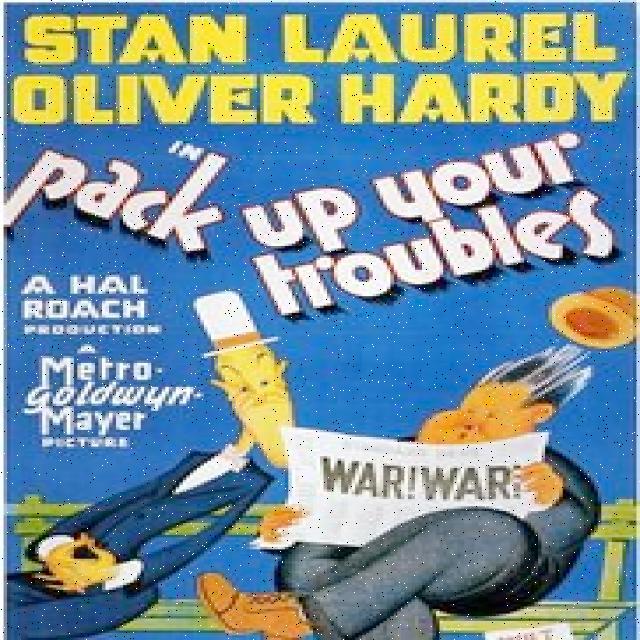 STAN LAUREL
OLIVER HARDY
IN
pack up your
troubles
A HAL
ROACH
PRODUCTION
A
Metro-
Goldwyn-
Mayer
PICTURE
WAR! WAR!